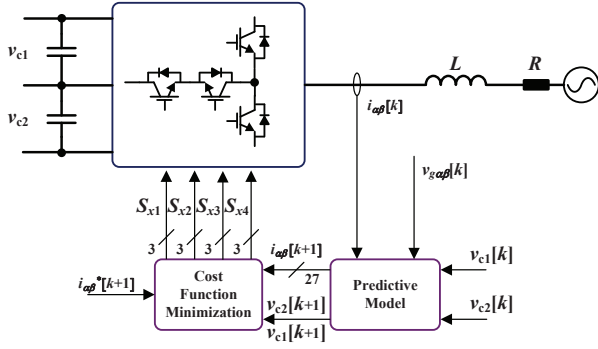 v_c1
v_c2
L
R
i_αβ[k]
v_gαβ[k]
S_x1 S_x2 S_x3 S_x4
3 3 3 3
i_αβ[k+1]
27
i_αβ*[k+1]
Cost
Function
Minimization
v_c2[k+1]
v_c1[k+1]
Predictive
Model
v_c1[k]
v_c2[k]